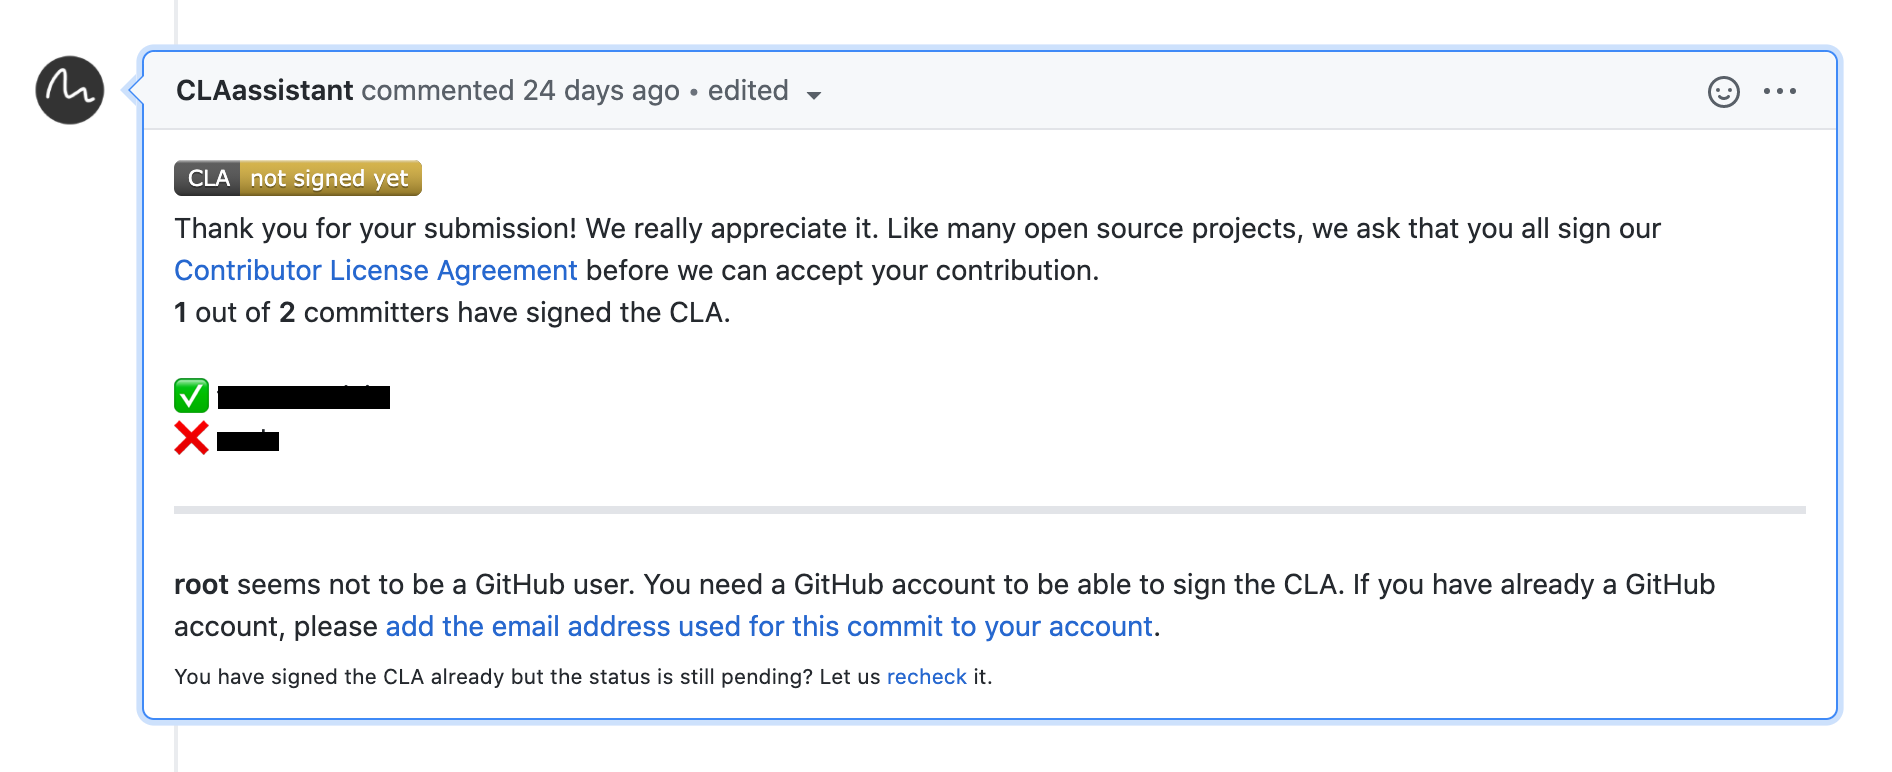 CLAassistant commented 24 days ago • edited
CLA not signed yet
Thank you for your submission! We really appreciate it. Like many open source projects, we ask that you all sign our
Contributor License Agreement before we can accept your contribution.
1 out of 2 committers have signed the CLA.
root seems not to be a GitHub user. You need a GitHub account to be able to sign the CLA. If you have already a GitHub
account, please add the email address used for this commit to your account.
You have signed the CLA already but the status is still pending? Let us recheck it.